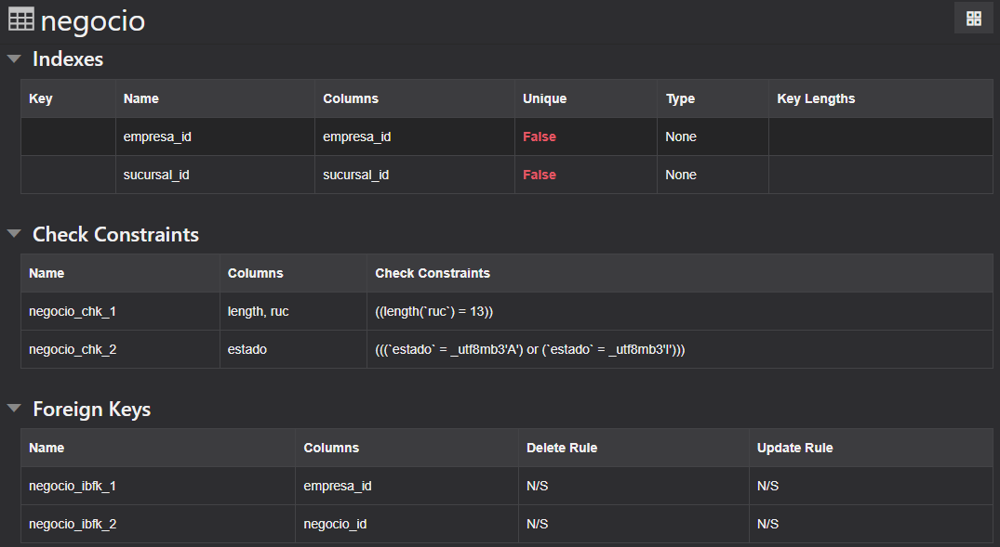 negocio
Indexes
Key Name Columns Unique Type Key Lengths
empresa_id empresa_id False None
sucursal_id sucursal_id False None
Check Constraints
Name Columns Check Constraints
negocio_chk_1 length, ruc ((length(`ruc`) = 13))
negocio_chk_2 estado (((`estado` = _utf8mb3'A') or (`estado` = _utf8mb3'I')))
Foreign Keys
Name Columns Delete Rule Update Rule
negocio_ibfk_1 empresa_id N/S N/S
negocio_ibfk_2 negocio_id N/S N/S